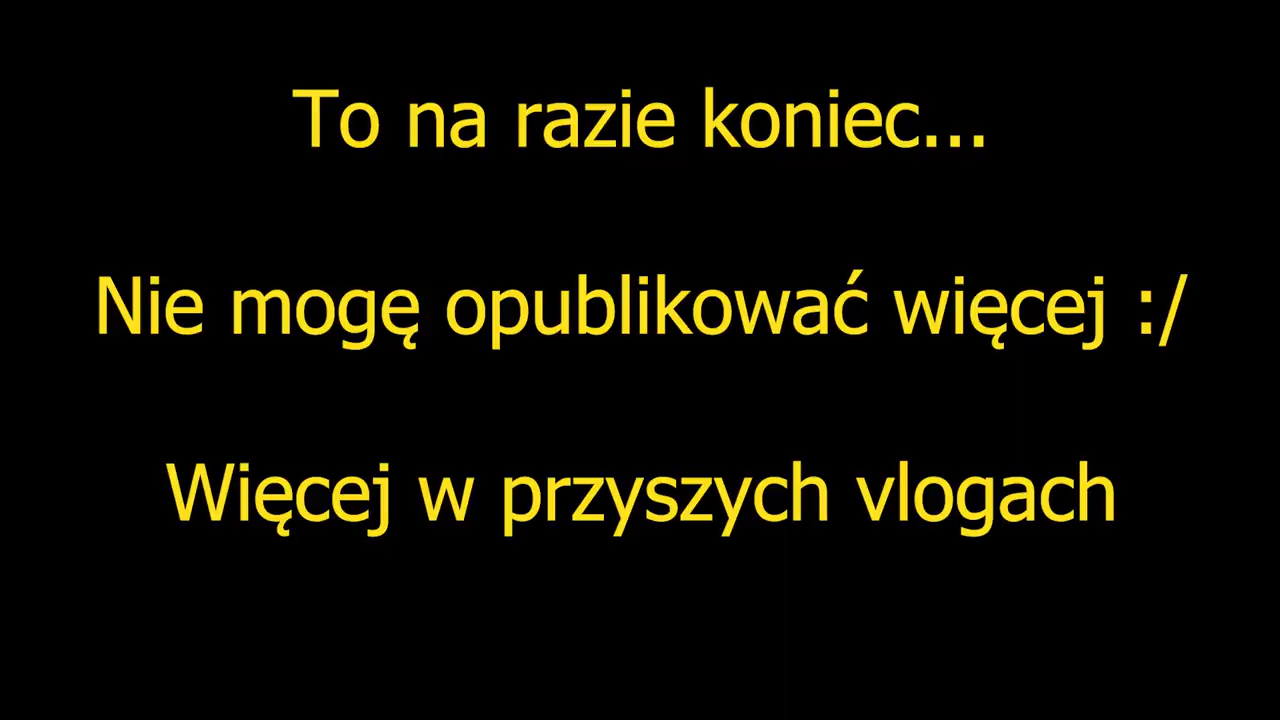 To na razie koniec...
Nie mogę opublikować więcej :/
Więcej w przyszych vlogach